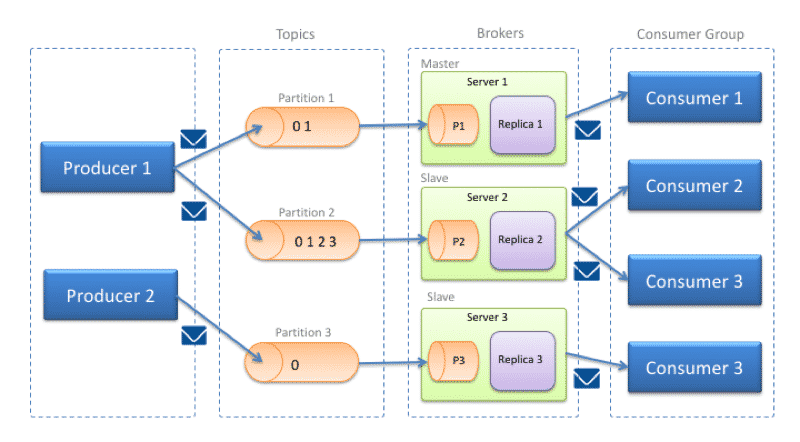 Topics
Brokers
Consumer Group
Producer 1
Producer 2
Partition 1
0 1
Partition 2
0 1 2 3
Partition 3
0
Master
Server 1
P1
Replica 1
Slave
Server 2
P2
Replica 2
Slave
Server 3
P3
Replica 3
Consumer 1
Consumer 2
Consumer 3
Consumer 3